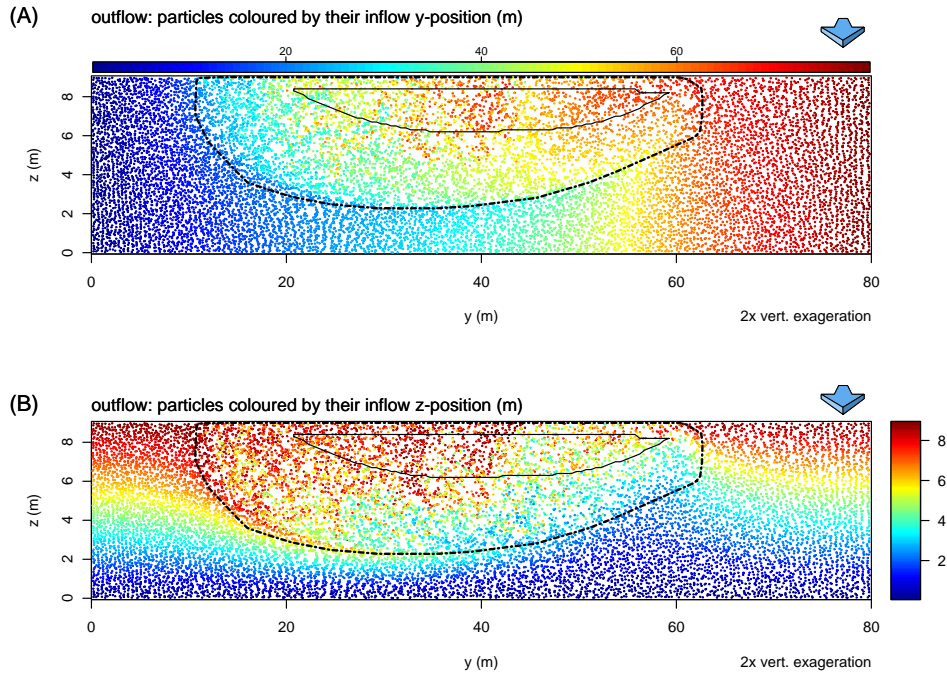 (A)
outflow: particles coloured by their inflow y-position (m)
20 40 60
8
6
4
2
0
z (m)
0 20 40 60 80
y (m)
2x vert. exageration
(B)
outflow: particles coloured by their inflow z-position (m)
8
6
4
2
0
z (m)
8
6
4
2
0 20 40 60 80
y (m)
2x vert. exageration